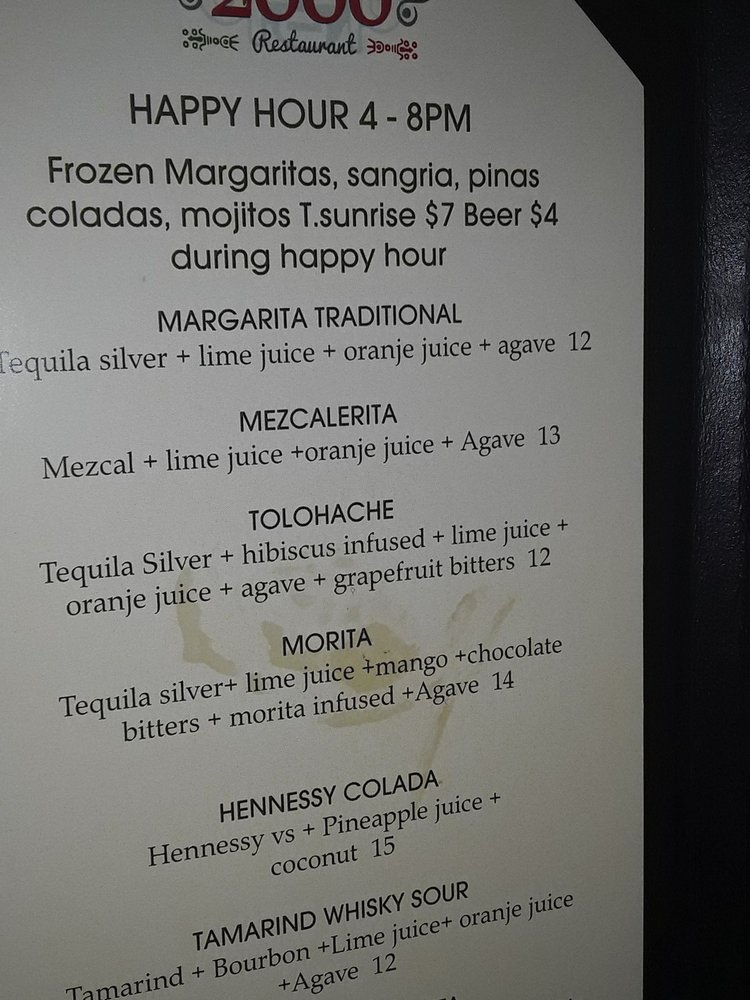 2000
Restaurant
HAPPY HOUR 4 - 8PM
Frozen Margaritas, sangria, pinas
coladas, mojitos T.sunrise $7 Beer $4
during happy hour
MARGARITA TRADITIONAL
Tequila silver + lime juice + oranje juice + agave 12
MEZCALERITA
Mezcal + lime juice +oranje juice + Agave 13
TOLOHACHE
Tequila Silver + hibiscus infused + lime juice +
oranje juice + agave + grapefruit bitters 12
MORITA
Tequila silver+ lime juice +mango +chocolate
bitters + morita infused +Agave 14
HENNESSY COLADA
Hennessy vs + Pineapple juice +
coconut 15
TAMARIND WHISKY SOUR
Tamarind + Bourbon +Lime juice+ oranje juice
+Agave 12